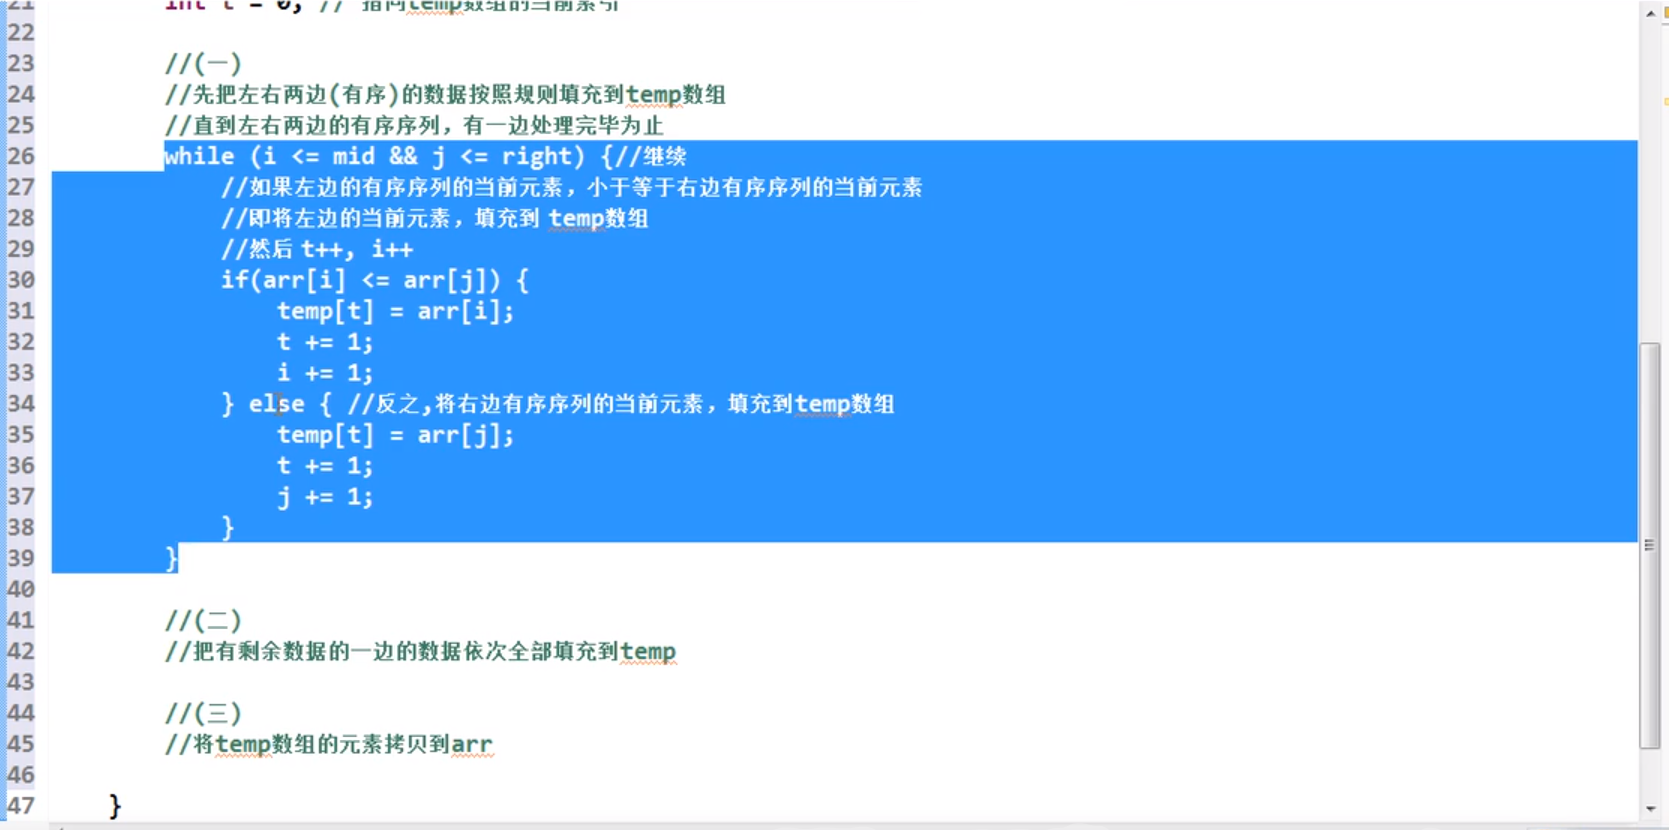 21 int t = 0; // 指向temp数组的当前索引
22
23 //(一)
24 //先把左右两边(有序)的数据按照规则填充到temp数组
25 //直到左右两边的有序序列，有一边处理完毕为止
26 while (i <= mid && j <= right) {//继续
27 //如果左边的有序序列的当前元素，小于等于右边有序序列的当前元素
28 //即将左边的当前元素，填充到 temp数组
29 //然后 t++, i++
30 if(arr[i] <= arr[j]) {
31 temp[t] = arr[i];
32 t += 1;
33 i += 1;
34 } else { //反之,将右边有序序列的当前元素，填充到temp数组
35 temp[t] = arr[j];
36 t += 1;
37 j += 1;
38 }
39 }
40
41 //(二)
42 //把有剩余数据的一边的数据依次全部填充到temp
43
44 //(三)
45 //将temp数组的元素拷贝到arr
46
47 }